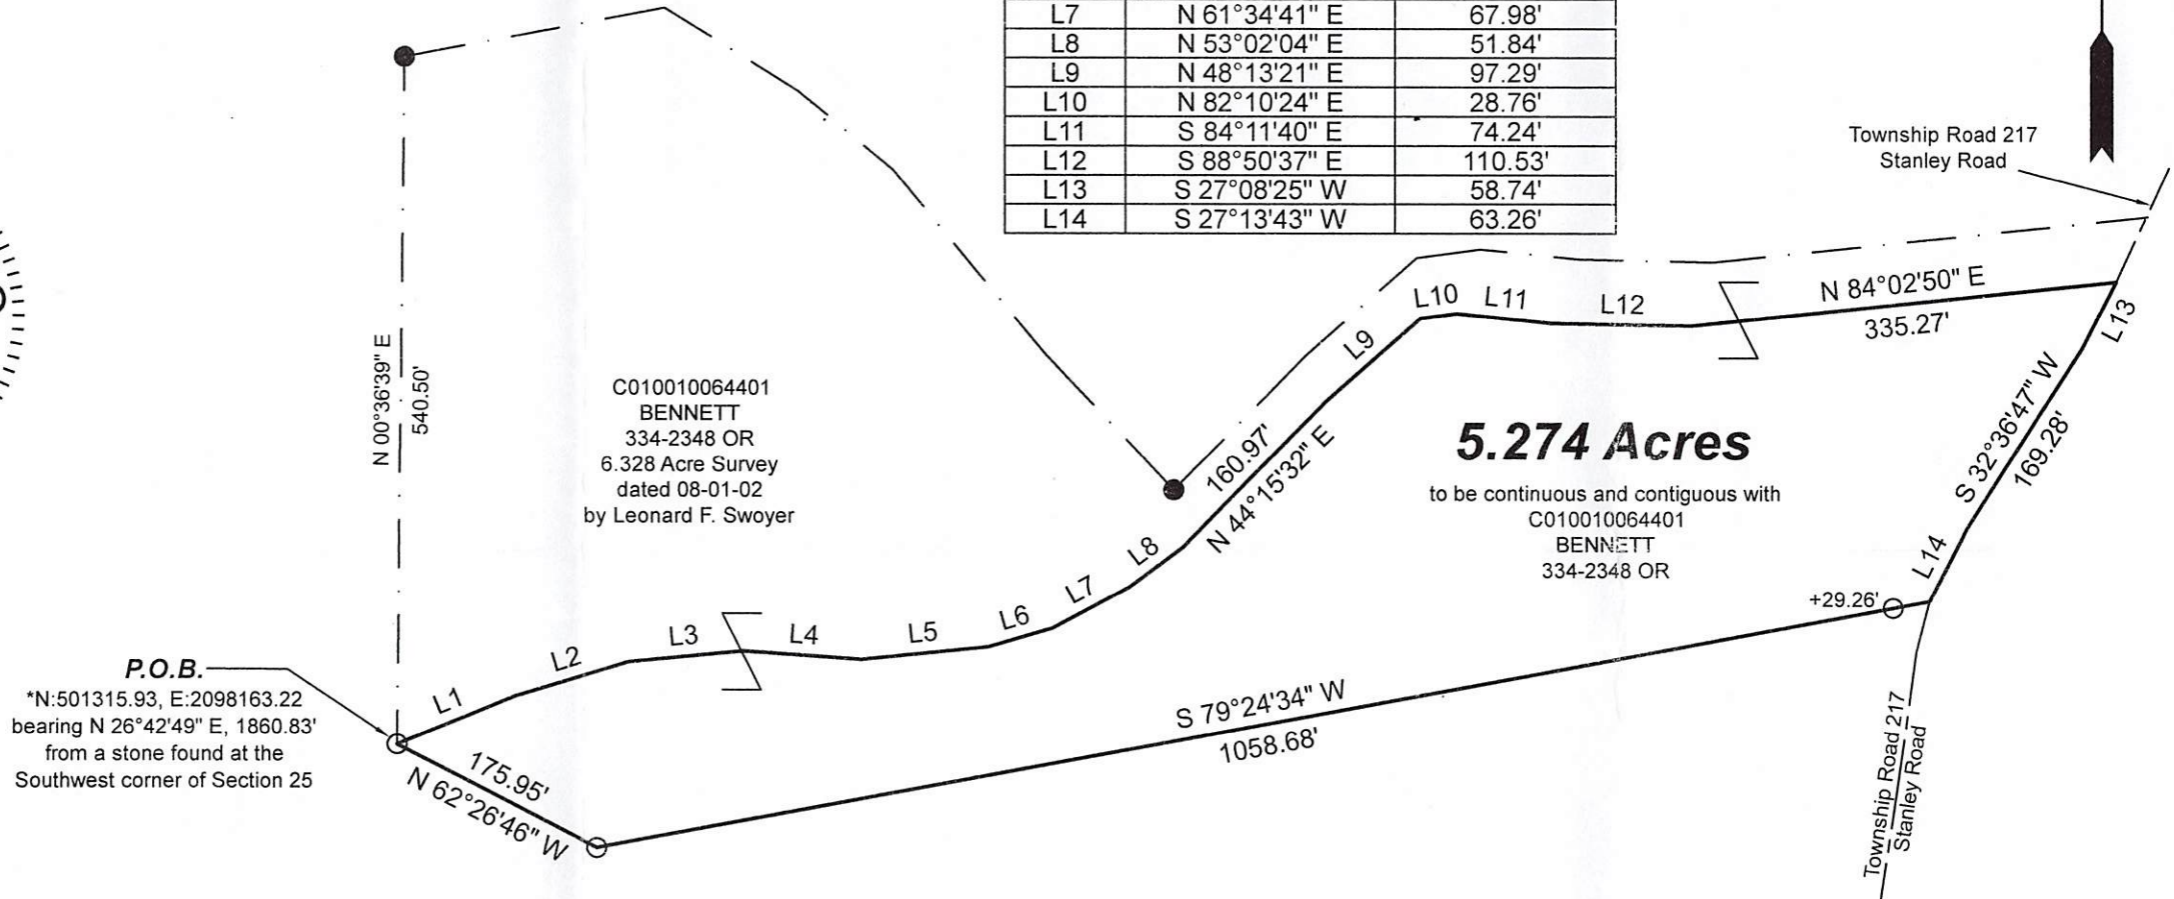 L7 N 61°34'41" E 67.98'
L8 N 53°02'04" E 51.84'
L9 N 48°13'21" E 97.29'
L10 N 82°10'24" E 28.76'
L11 S 84°11'40" E 74.24'
L12 S 88°50'37" E 110.53'
L13 S 27°08'25" W 58.74'
L14 S 27°13'43" W 63.26'
Township Road 217
Stanley Road
N 00°36'39" E
540.50'
C010010064401
BENNETT
334-2348 OR
6.328 Acre Survey
dated 08-01-02
by Leonard F. Swoyer
L10
L11
L12
N 84°02'50" E
335.27'
L13
L9
160.97'
N 44°15'32" E
5.274 Acres
to be continuous and contiguous with
C010010064401
BENNETT
334-2348 OR
S 32°36'47" W
169.28'
L14
+29.26'
L8
L7
L6
L5
L4
L3
L2
L1
P.O.B.
*N:501315.93, E:2098163.22
bearing N 26°42'49" E, 1860.83'
from a stone found at the
Southwest corner of Section 25
175.95'
N 62°26'46" W
S 79°24'34" W
1058.68'
Township Road 217
Stanley Road